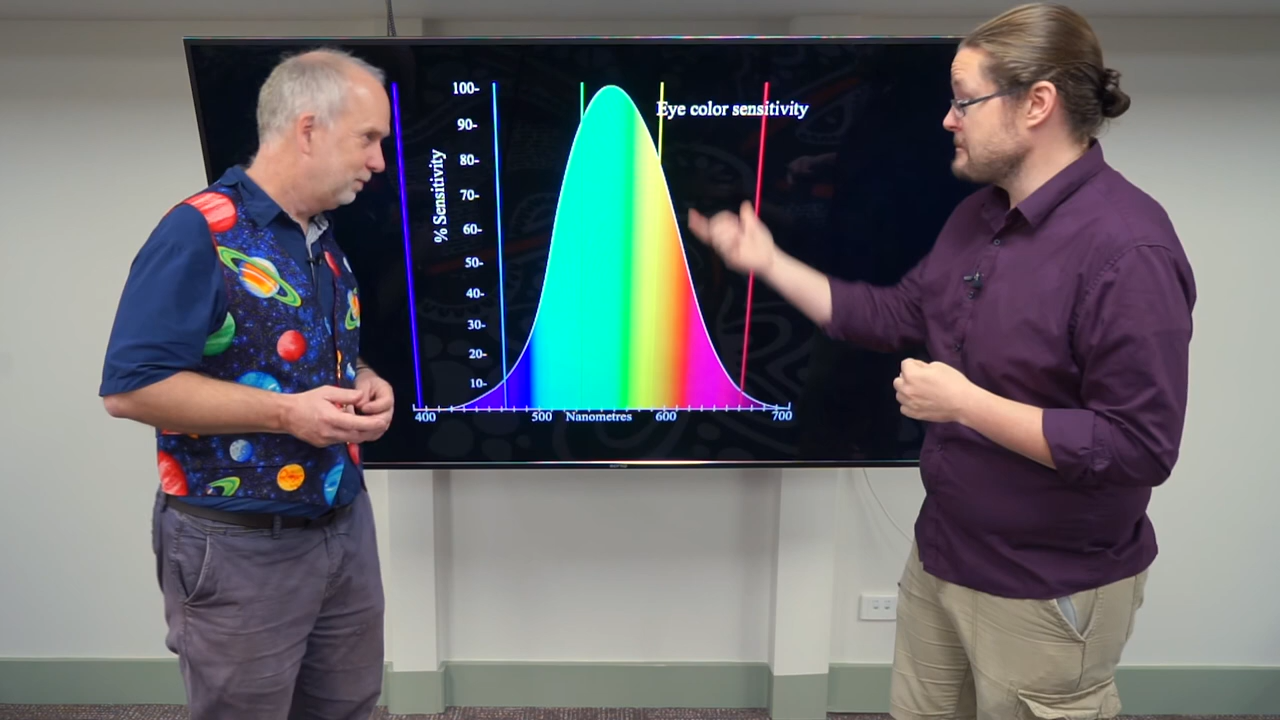 Eye color sensitivity
% Sensitivity
100-
90-
80-
70-
60-
50-
40-
30-
20-
10-
400 500 600 700
Nanometres